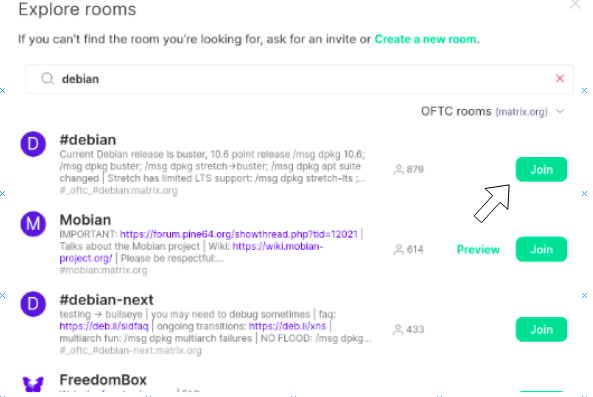 Explore rooms
If you can't find the room you're looking for, ask for an invite or Create a new room.
debian
OFTC rooms (matrix.org)
D
#debian
Current Debian release is buster, 10.6 point release /msg dpkg 10.6;
/msg dpkg buster; /msg dpkg stretch->buster; /msg dpkg apt suite
changed | Stretch has limited LTS support: /msg dpkg stretch-lts ;...
#_oftc_#debian:matrix.org
879
Join
M
Mobian
IMPORTANT: https://forum.pine64.org/showthread.php?tid=12021 |
Talks about the Mobian project | Wiki: https://wiki.mobian-
project.org/ | Please be respectful:...
#mobian:matrix.org
614
Preview
Join
D
#debian-next
testing -> bullseye | you may need to debug sometimes | faq:
https://deb.li/sidfaq | ongoing transitions: https://deb.li/xns |
multiarch fun: /msg dpkg multiarch failures | NO FLOOD: /msg dpkg...
#_oftc_#debian-next:matrix.org
433
Join
FreedomBox